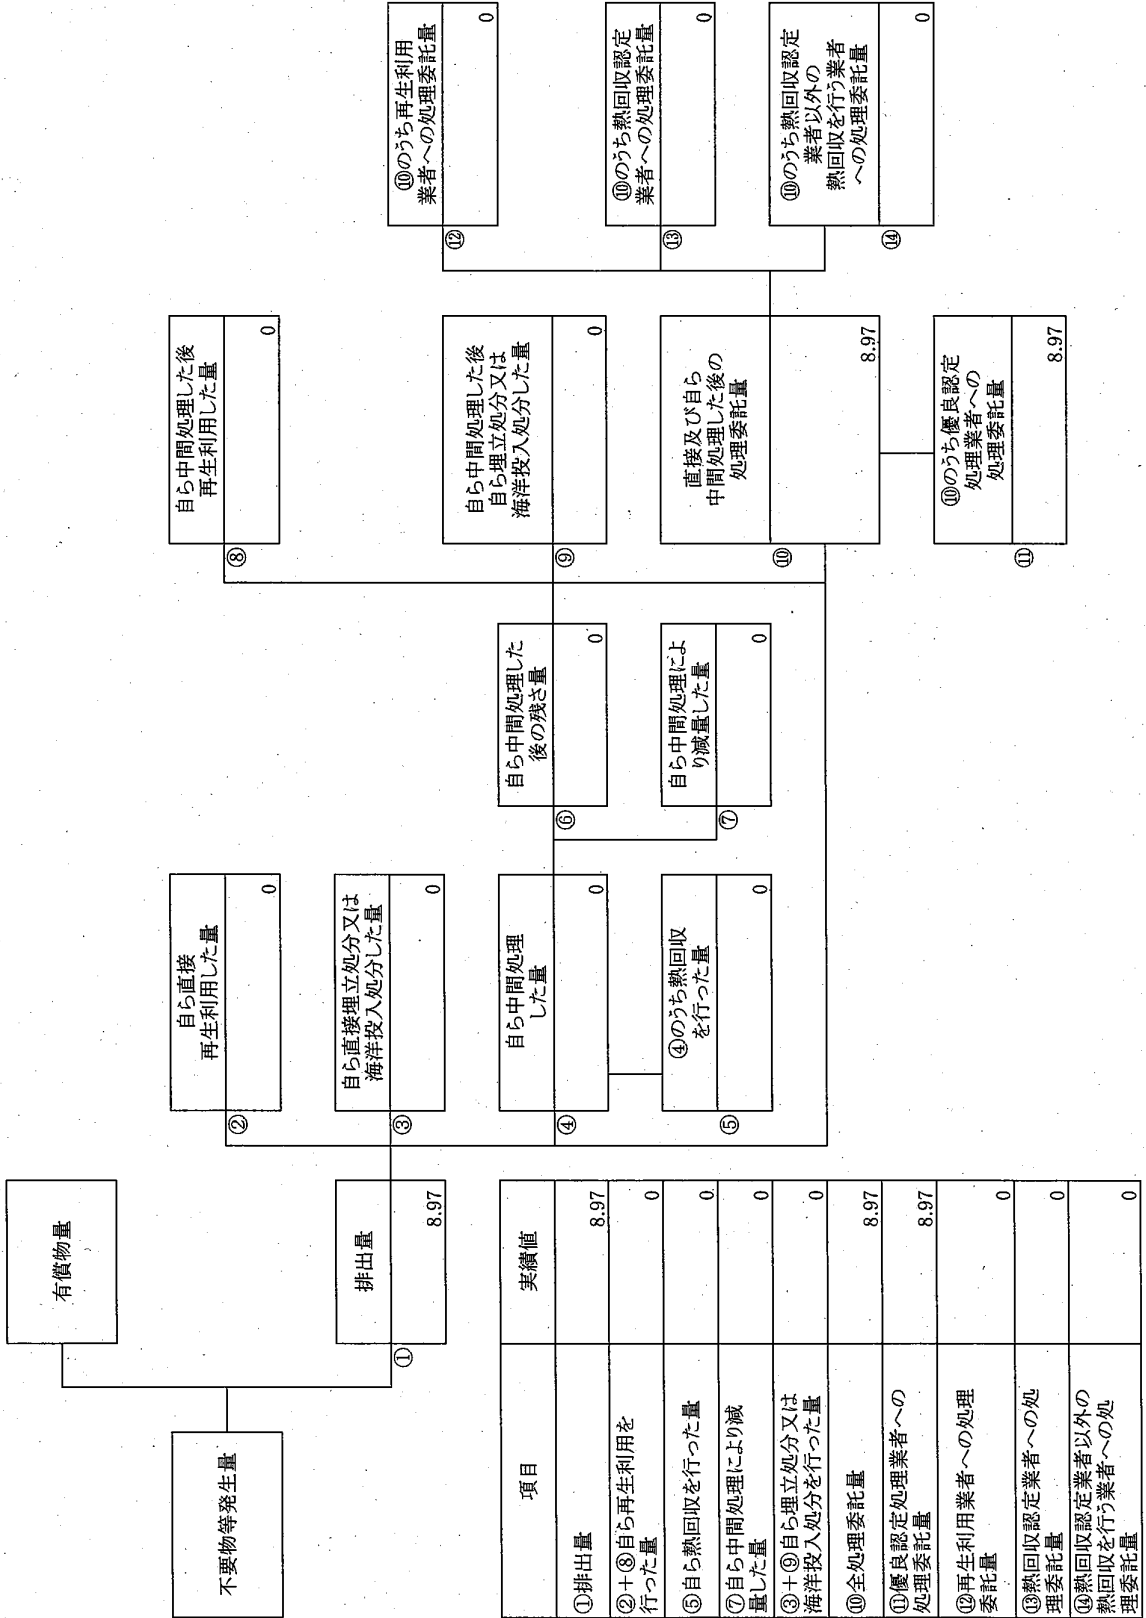 不要物等発生量
有償物量
排出量
①
8.97
自ら直接
再生利用した量
②
0
自ら直接埋立処分又は
海洋投入処分した量
③
0
自ら中間処理
した量
④
0
④のうち熱回収
を行った量
⑤
0
自ら中間処理した
後の残さ量
⑥
0
自ら中間処理によ
り減量した量
⑦
0
自ら中間処理した後
再生利用した量
⑧
0
自ら中間処理した後
自ら埋立処分又は
海洋投入処分した量
⑨
0
直接及び自ら
中間処理した後の
処理委託量
⑩
8.97
⑩のうち優良認定
処理業者への
処理委託量
⑪
8.97
⑩のうち再生利用
業者への処理委託量
⑫
0
⑩のうち熱回収認定
業者への処理委託量
⑬
0
⑩のうち熱回収認定
業者以外の
熱回収を行う業者
への処理委託量
⑭
0
項目 実績値
①排出量 8.97
②+⑧自ら再生利用を
行った量 0
⑤自ら熱回収を行った量 0
⑦自ら中間処理により減
量した量 0
③+⑨自ら埋立処分又は
海洋投入処分を行った量 0
⑩全処理委託量 8.97
⑪優良認定処理業者への
処理委託量 8.97
⑫再生利用業者への処理
委託量 0
⑬熱回収認定業者への処
理委託量 0
⑭熱回収認定業者以外の
熱回収を行う業者への処
理委託量 0